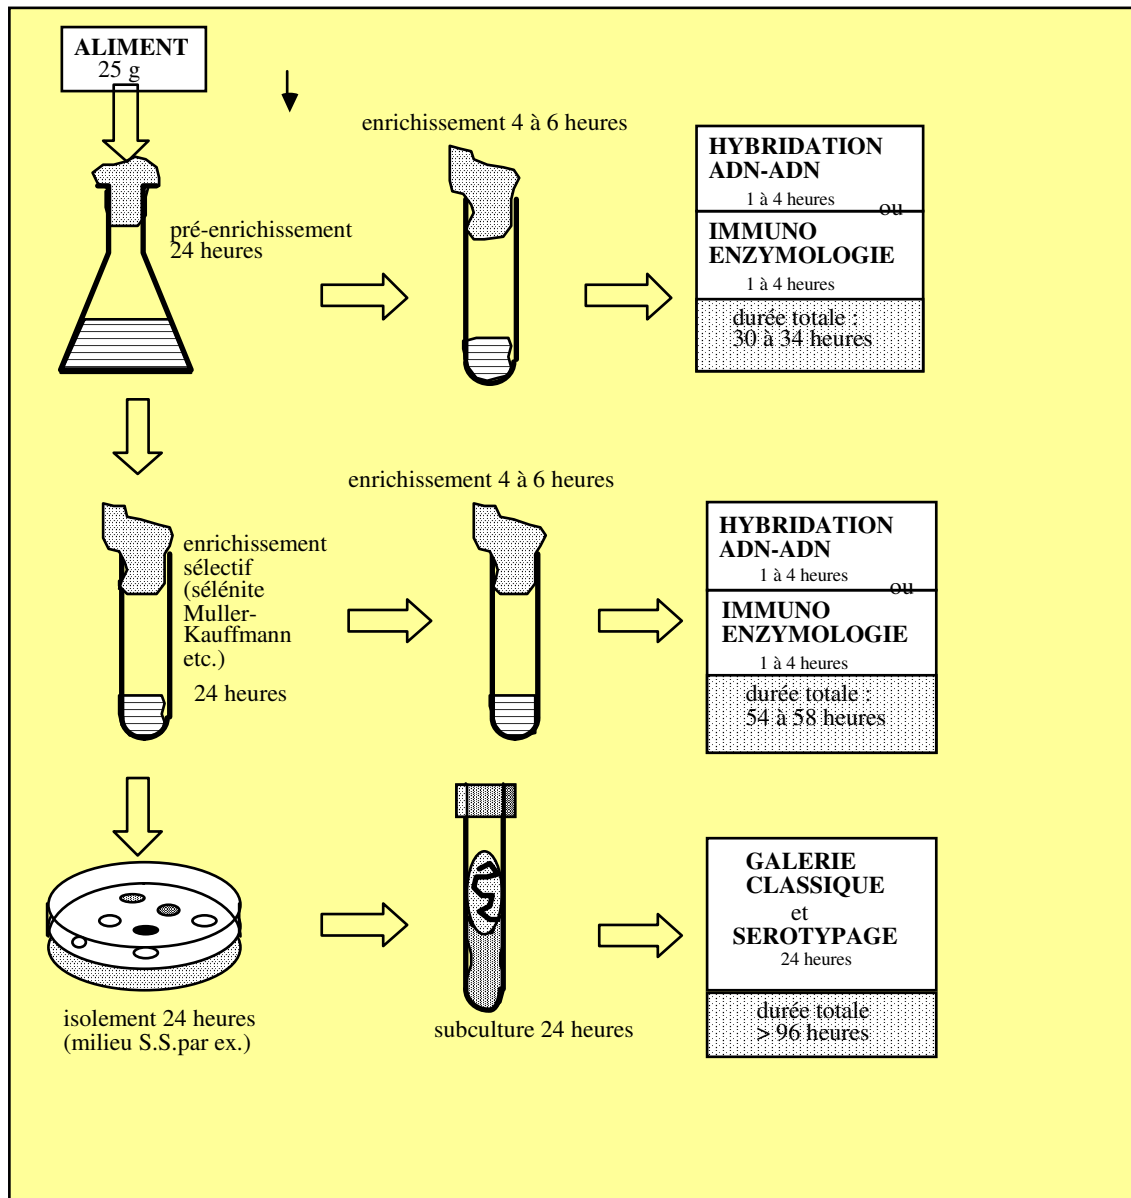 ALIMENT
25 g
enrichissement 4 à 6 heures
pré-enrichissement
24 heures
HYBRIDATION
ADN-ADN
1 à 4 heures
ou
IMMUNO
ENZYMOLOGIE
1 à 4 heures
durée totale :
30 à 34 heures
enrichissement
sélectif
(sélénite
Muller-
Kauffmann
etc.)
24 heures
enrichissement 4 à 6 heures
HYBRIDATION
ADN-ADN
1 à 4 heures
ou
IMMUNO
ENZYMOLOGIE
1 à 4 heures
durée totale :
54 à 58 heures
isolement 24 heures
(milieu S.S.par ex.)
subculture 24 heures
GALERIE
CLASSIQUE
et
SEROTYPAGE
24 heures
durée totale
> 96 heures